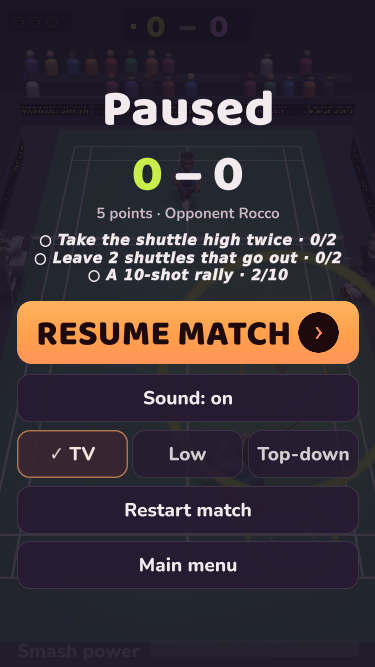 0 – 0
Paused
0 – 0
5 points · Opponent Rocco
○ Take the shuttle high twice · 0/2
○ Leave 2 shuttles that go out · 0/2
○ A 10-shot rally · 2/10
RESUME MATCH ›
Sound: on
✓ TV Low Top-down
Restart match
Main menu
Smash power